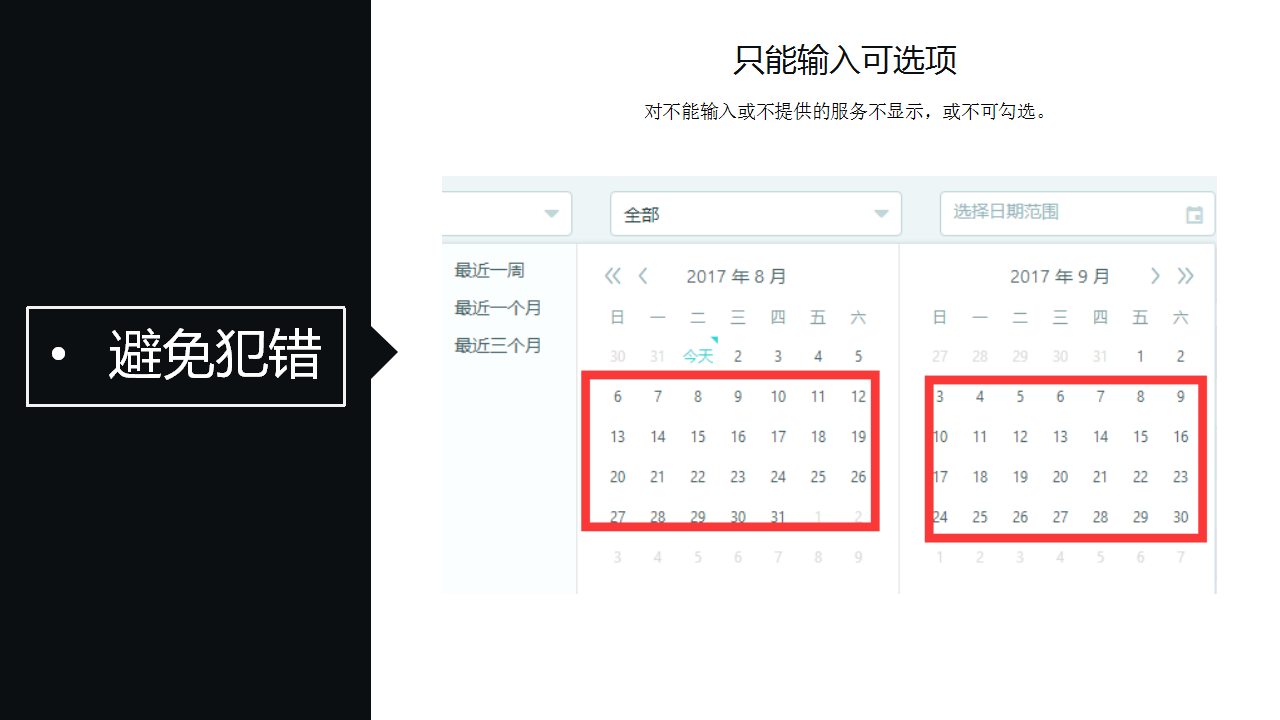 • 避免犯错
只能输入可选项
对不能输入或不提供的服务不显示，或不可勾选。
全部
选择日期范围
最近一周
最近一个月
最近三个月
2017 年 8 月
日 一 二 三 四 五 六
30 31 今天 2 3 4 5
6 7 8 9 10 11 12
13 14 15 16 17 18 19
20 21 22 23 24 25 26
27 28 29 30 31 1 2
3 4 5 6 7 8 9
2017 年 9 月
日 一 二 三 四 五 六
27 28 29 30 31 1 2
3 4 5 6 7 8 9
10 11 12 13 14 15 16
17 18 19 20 21 22 23
24 25 26 27 28 29 30
1 2 3 4 5 6 7